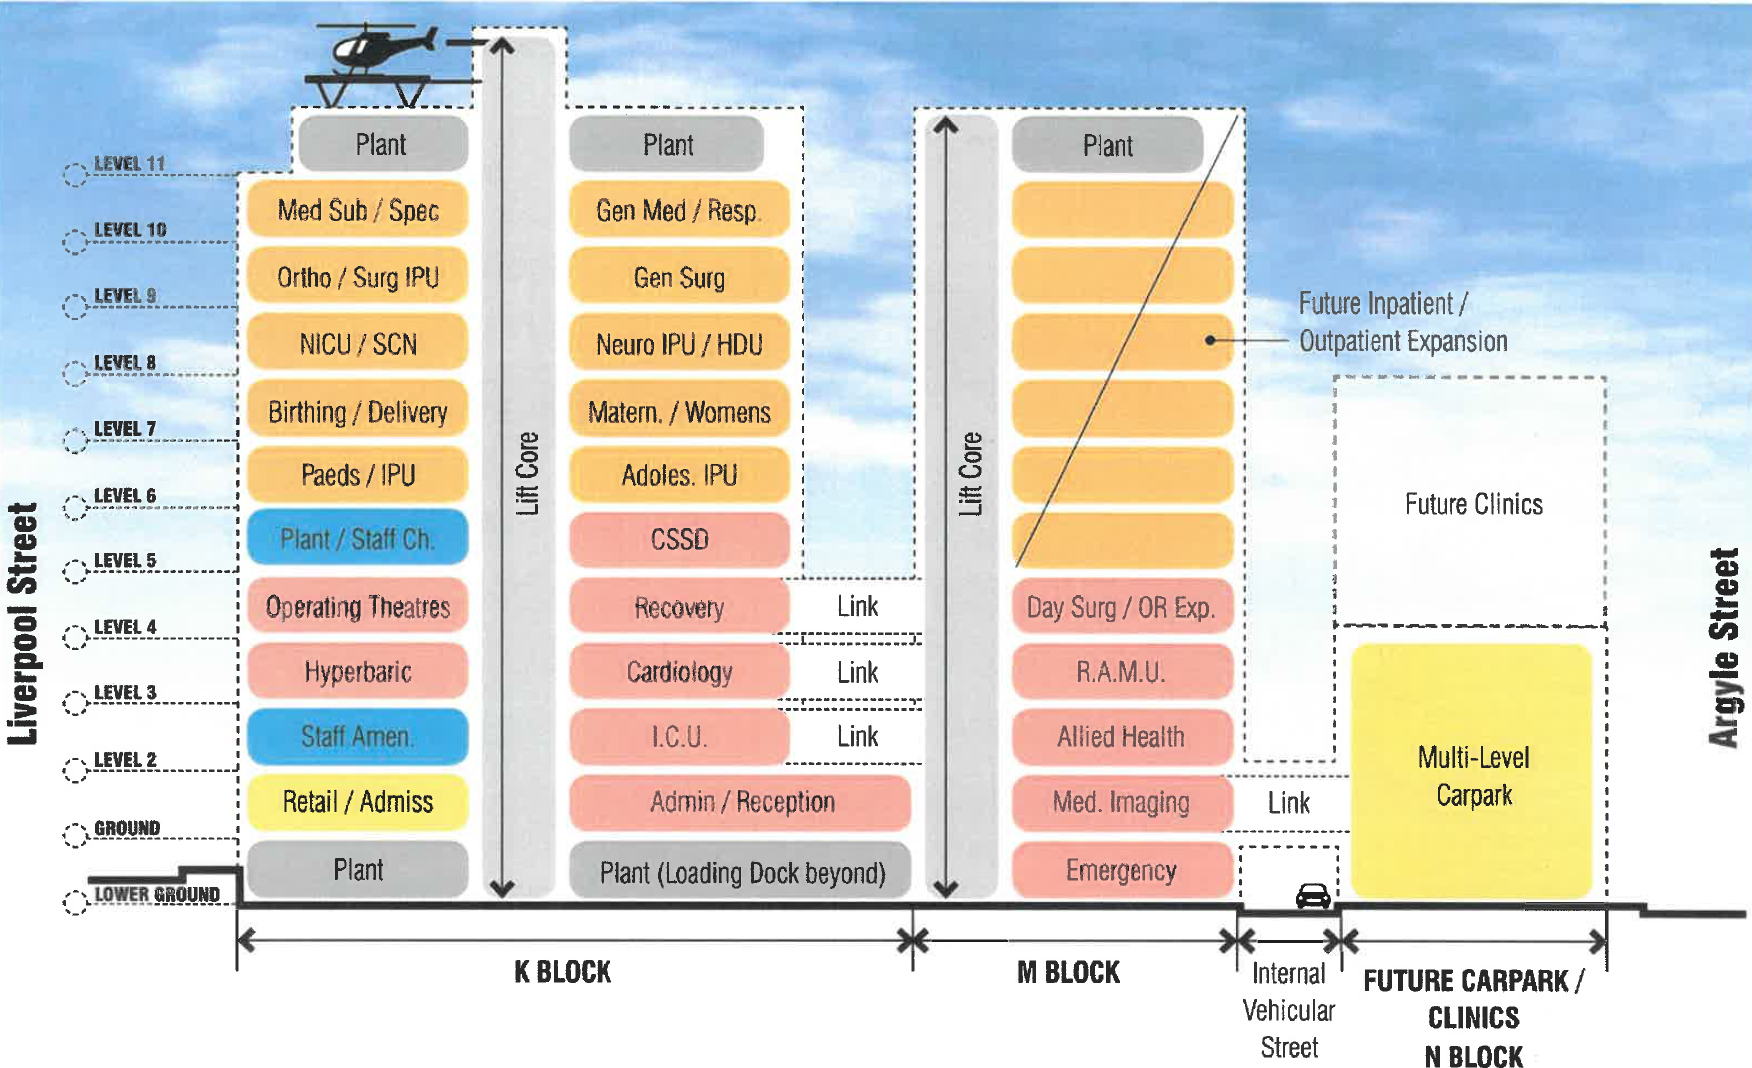 Plant
Plant
Plant
LEVEL 11
Med Sub / Spec
Gen Med / Resp.
LEVEL 10
Ortho / Surg IPU
Gen Surg
LEVEL 9
NICU / SCN
Neuro IPU / HDU
Future Inpatient /
Outpatient Expansion
LEVEL 8
Birthing / Delivery
Matern. / Womens
LEVEL 7
Paeds / IPU
Adoles. IPU
Lift Core
Lift Core
LEVEL 6
Future Clinics
Plant / Staff Ch.
CSSD
LEVEL 5
Operating Theatres
Recovery
Link
Day Surg / OR Exp.
LEVEL 4
Liverpool Street
Argyle Street
Hyperbaric
Cardiology
Link
R.A.M.U.
LEVEL 3
Staff Amen.
I.C.U.
Link
Allied Health
LEVEL 2
Multi-Level
Carpark
Retail / Admiss
Admin / Reception
Med. Imaging
Link
GROUND
Plant
Plant (Loading Dock beyond)
Emergency
LOWER GROUND
K BLOCK
M BLOCK
Internal
Vehicular
Street
FUTURE CARPARK /
CLINICS
N BLOCK